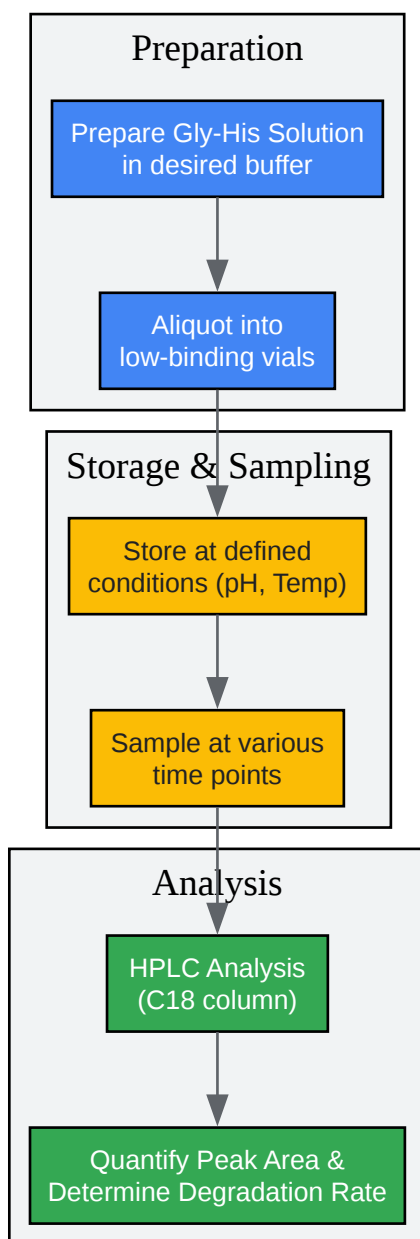 Preparation
Prepare Gly-His Solution
in desired buffer
Aliquot into
low-binding vials
Storage & Sampling
Store at defined
conditions (pH, Temp)
Sample at various
time points
Analysis
HPLC Analysis
(C18 column)
Quantify Peak Area &
Determine Degradation Rate